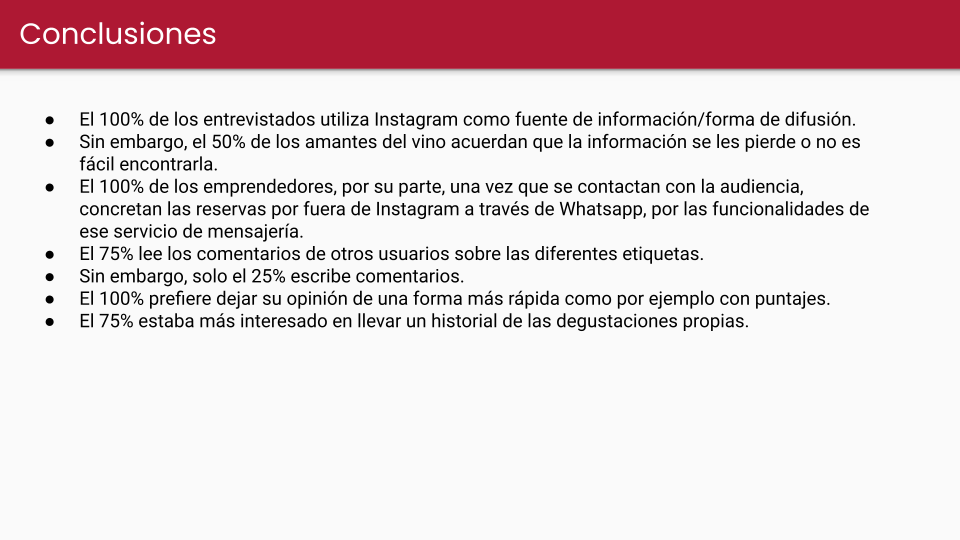 Conclusiones
● El 100% de los entrevistados utiliza Instagram como fuente de información/forma de difusión.
● Sin embargo, el 50% de los amantes del vino acuerdan que la información se les pierde o no es
fácil encontrarla.
● El 100% de los emprendedores, por su parte, una vez que se contactan con la audiencia,
concretan las reservas por fuera de Instagram a través de Whatsapp, por las funcionalidades de
ese servicio de mensajería.
● El 75% lee los comentarios de otros usuarios sobre las diferentes etiquetas.
● Sin embargo, solo el 25% escribe comentarios.
● El 100% prefiere dejar su opinión de una forma más rápida como por ejemplo con puntajes.
● El 75% estaba más interesado en llevar un historial de las degustaciones propias.